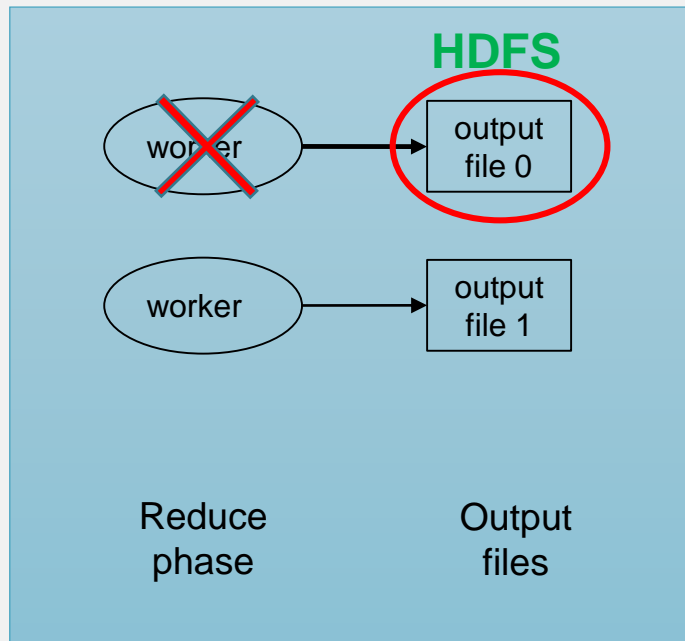 HDFS
worker
output
file 0
worker
output
file 1
Reduce
phase
Output
files